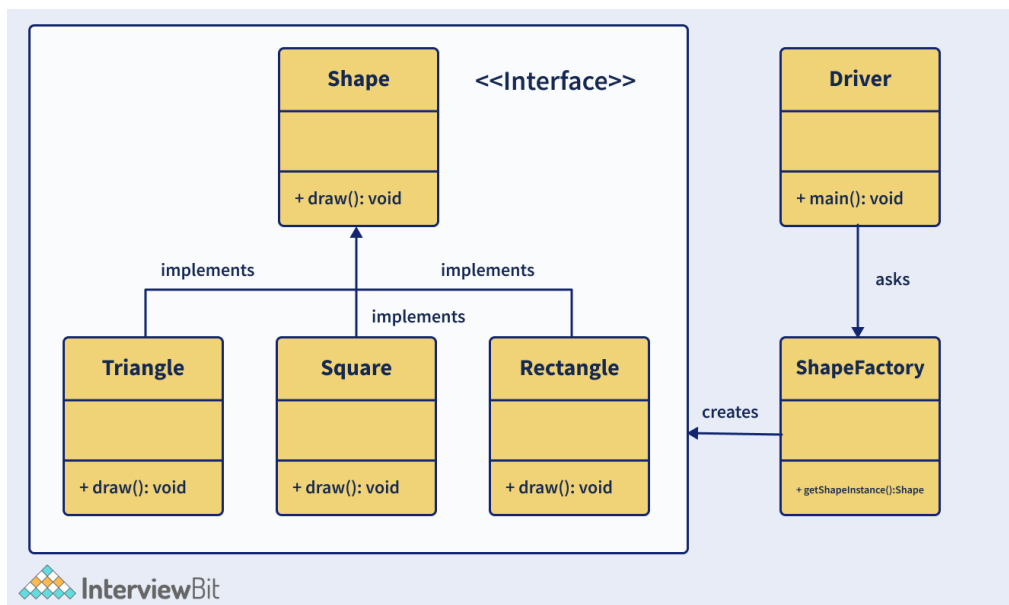 Shape
<<Interface>>
+ draw(): void
Driver
+ main(): void
implements
implements
implements
asks
Triangle
+ draw(): void
Square
+ draw(): void
Rectangle
+ draw(): void
creates
ShapeFactory
+ getShapeInstance():Shape
InterviewBit